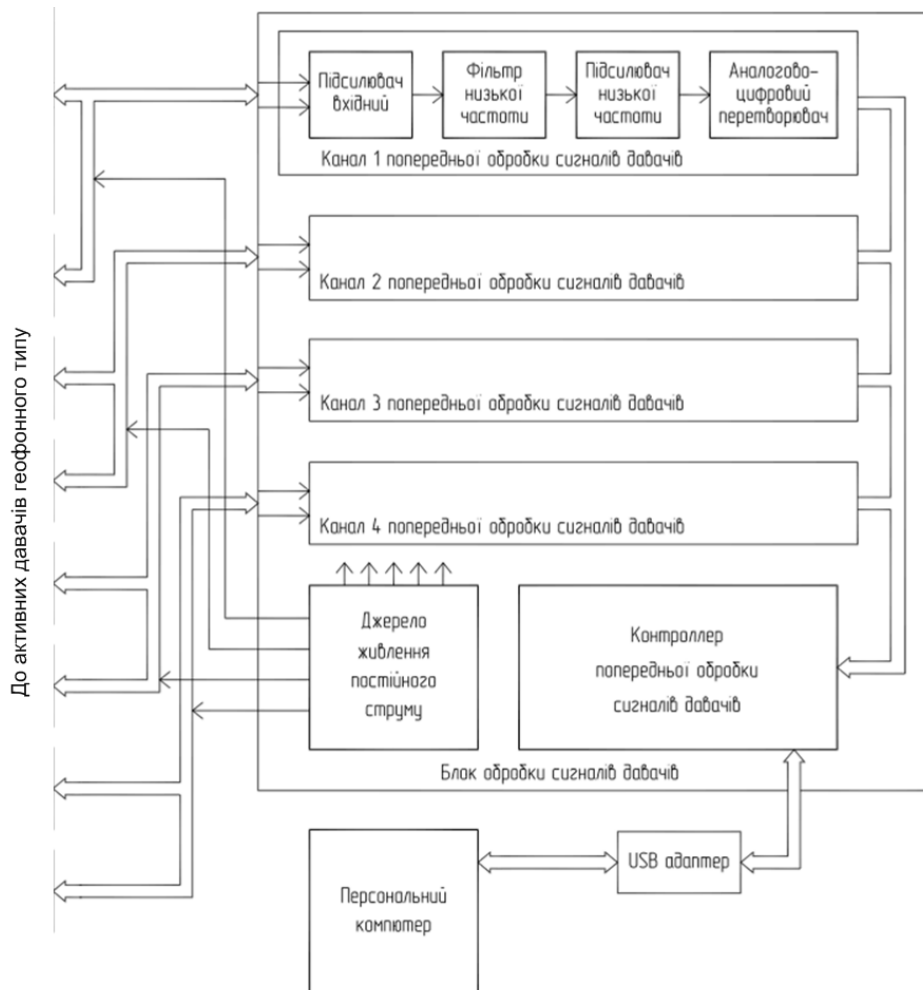 До активних давачів геофонного типу
Підсилювач
вхідний
Фільтр
низької
частоти
Підсилювач
низької
частоти
Аналогово-
цифровий
перетворювач
Канал 1 попередньої обробки сигналів давачів
Канал 2 попередньої обробки сигналів давачів
Канал 3 попередньої обробки сигналів давачів
Канал 4 попередньої обробки сигналів давачів
Джерело
живлення
постійного
струму
Контроллер
попередньої обробки
сигналів давачів
Блок обробки сигналів давачів
USB адаптер
Персональний
компютер